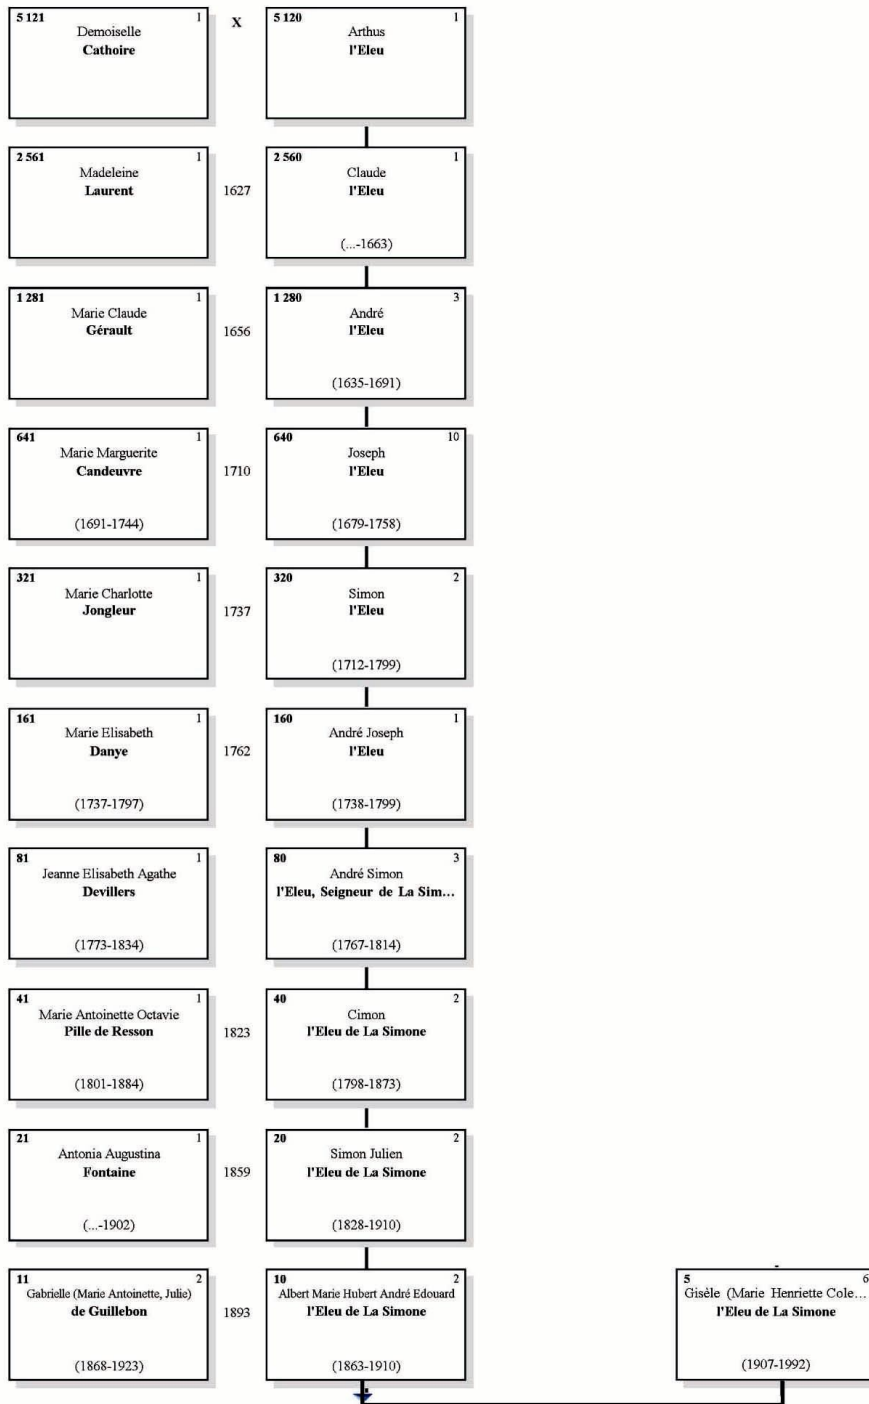 5 121 1
Demoiselle
Cathoire
X
5 120 1
Arthus
l'Eleu
2 561 1
Madeleine
Laurent
1627
2 560 1
Claude
l'Eleu
(...-1663)
1 281 1
Marie Claude
Gérault
1656
1 280 3
André
l'Eleu
(1635-1691)
641 1
Marie Marguerite
Candeuvre
(1691-1744)
1710
640 10
Joseph
l'Eleu
(1679-1758)
321 1
Marie Charlotte
Jongleur
1737
320 2
Simon
l'Eleu
(1712-1799)
161 1
Marie Elisabeth
Danye
(1737-1797)
1762
160 1
André Joseph
l'Eleu
(1738-1799)
81 1
Jeanne Elisabeth Agathe
Devillers
(1773-1834)
80 3
André Simon
l'Eleu, Seigneur de La Sim...
(1767-1814)
41 1
Marie Antoinette Octavie
Pille de Resson
(1801-1884)
1823
40 2
Cimon
l'Eleu de La Simone
(1798-1873)
21 1
Antonia Augustina
Fontaine
(...-1902)
1859
20 2
Simon Julien
l'Eleu de La Simone
(1828-1910)
11 2
Gabrielle (Marie Antoinette, Julie)
de Guillebon
(1868-1923)
1893
10 2
Albert Marie Hubert André Edouard
l'Eleu de La Simone
(1863-1910)
5 6
Gisèle (Marie Henriette Cole...
l'Eleu de La Simone
(1907-1992)